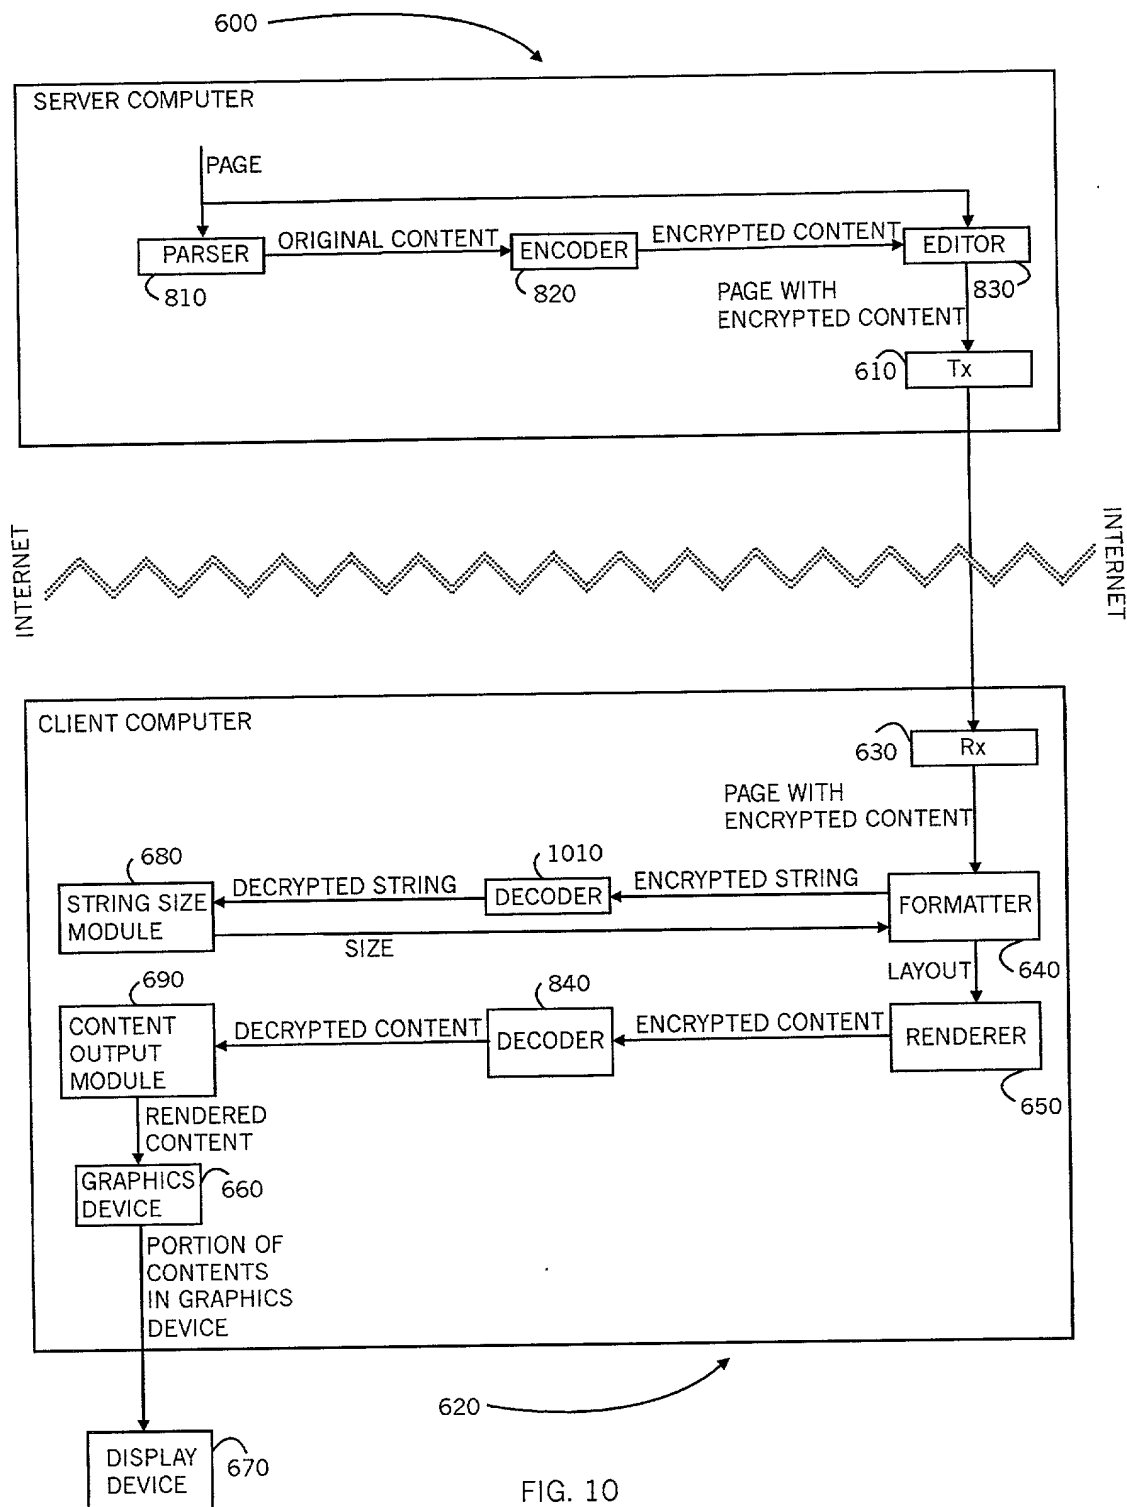 600
SERVER COMPUTER
PAGE
PARSER
810
ORIGINAL CONTENT
ENCODER
820
ENCRYPTED CONTENT
EDITOR
830
PAGE WITH
ENCRYPTED CONTENT
610
Tx
INTERNET
INTERNET
CLIENT COMPUTER
630
Rx
PAGE WITH
ENCRYPTED CONTENT
680
STRING SIZE
MODULE
DECRYPTED STRING
1010
DECODER
ENCRYPTED STRING
FORMATTER
640
SIZE
LAYOUT
690
CONTENT
OUTPUT
MODULE
DECRYPTED CONTENT
840
DECODER
ENCRYPTED CONTENT
RENDERER
650
RENDERED
CONTENT
GRAPHICS
DEVICE
660
PORTION OF
CONTENTS
IN GRAPHICS
DEVICE
620
DISPLAY
DEVICE
670
FIG. 10